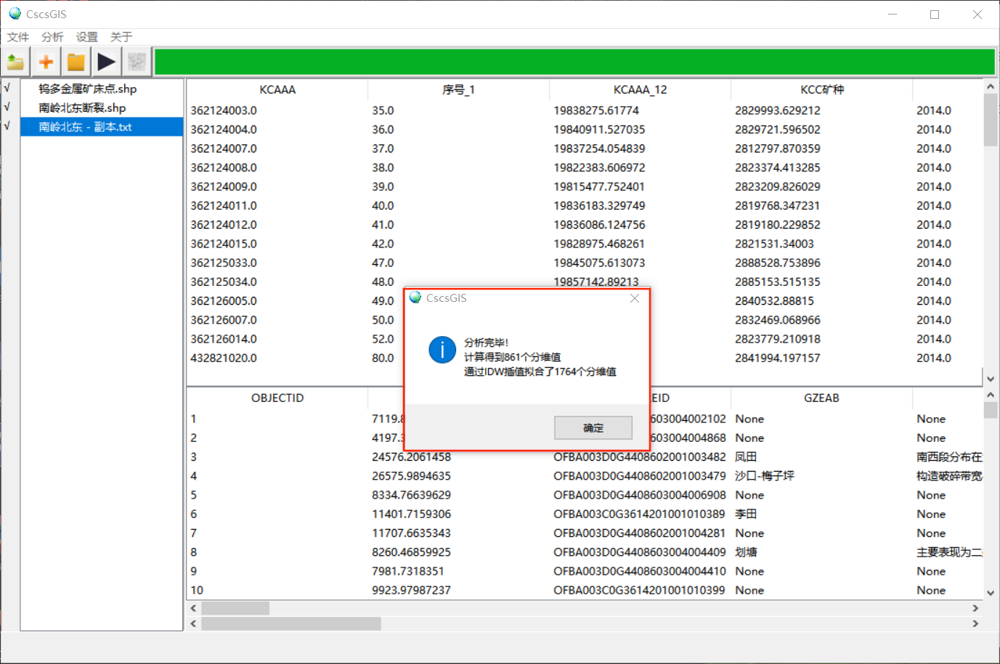 CscsGIS
文件 分析 设置 关于
√ 钨多金属矿床点.shp
√ 南岭北东断裂.shp
√ 南岭北东 - 副本.txt
KCAAA 序号_1 KCAAA_12 KCC矿种
362124003.0 35.0 19838275.61774 2829993.629212 2014.0
362124004.0 36.0 19840911.527035 2829721.596502 2014.0
362124007.0 37.0 19837254.054839 2812797.870359 2014.0
362124008.0 38.0 19822383.606972 2823374.413285 2014.0
362124009.0 39.0 19815477.752401 2823209.826029 2014.0
362124011.0 40.0 19836183.329749 2819768.347231 2014.0
362124012.0 41.0 19836086.124756 2819180.229852 2014.0
362124015.0 42.0 19828975.468261 2821531.34003 2014.0
362125033.0 47.0 19845075.613073 2888528.753896 2014.0
362125034.0 48.0 19857142.89213 2885153.515135 2014.0
362126005.0 49.0 2840532.88815 2014.0
362126007.0 50.0 2832469.068966 2014.0
362126014.0 52.0 2823779.210918 2014.0
432821020.0 80.0 2841994.197157 2014.0
CscsGIS
分析完毕!
计算得到861个分维值
通过IDW插值拟合了1764个分维值
确定
OBJECTID EID GZEAB
1 7119.8 603004002102 None None
2 4197.3 603004004868 None None
3 24576.2061458 OFBA003D0G4408602001003482 凤田 南西段分布在
4 26575.9894635 OFBA003D0G4408602001003479 沙口-梅子坪 构造破碎带宽
5 8334.76639629 OFBA003D0G4408603004006908 None None
6 11401.7159306 OFBA003C0G3614201001010389 李田 None
7 11707.6635343 OFBA003D0G4408602001004281 None None
8 8260.46859925 OFBA003D0G4408603004004409 划塘 主要表现为二
9 7981.7318351 OFBA003D0G4408603004004410 None None
10 9923.97987237 OFBA003C0G3614201001010399 None None